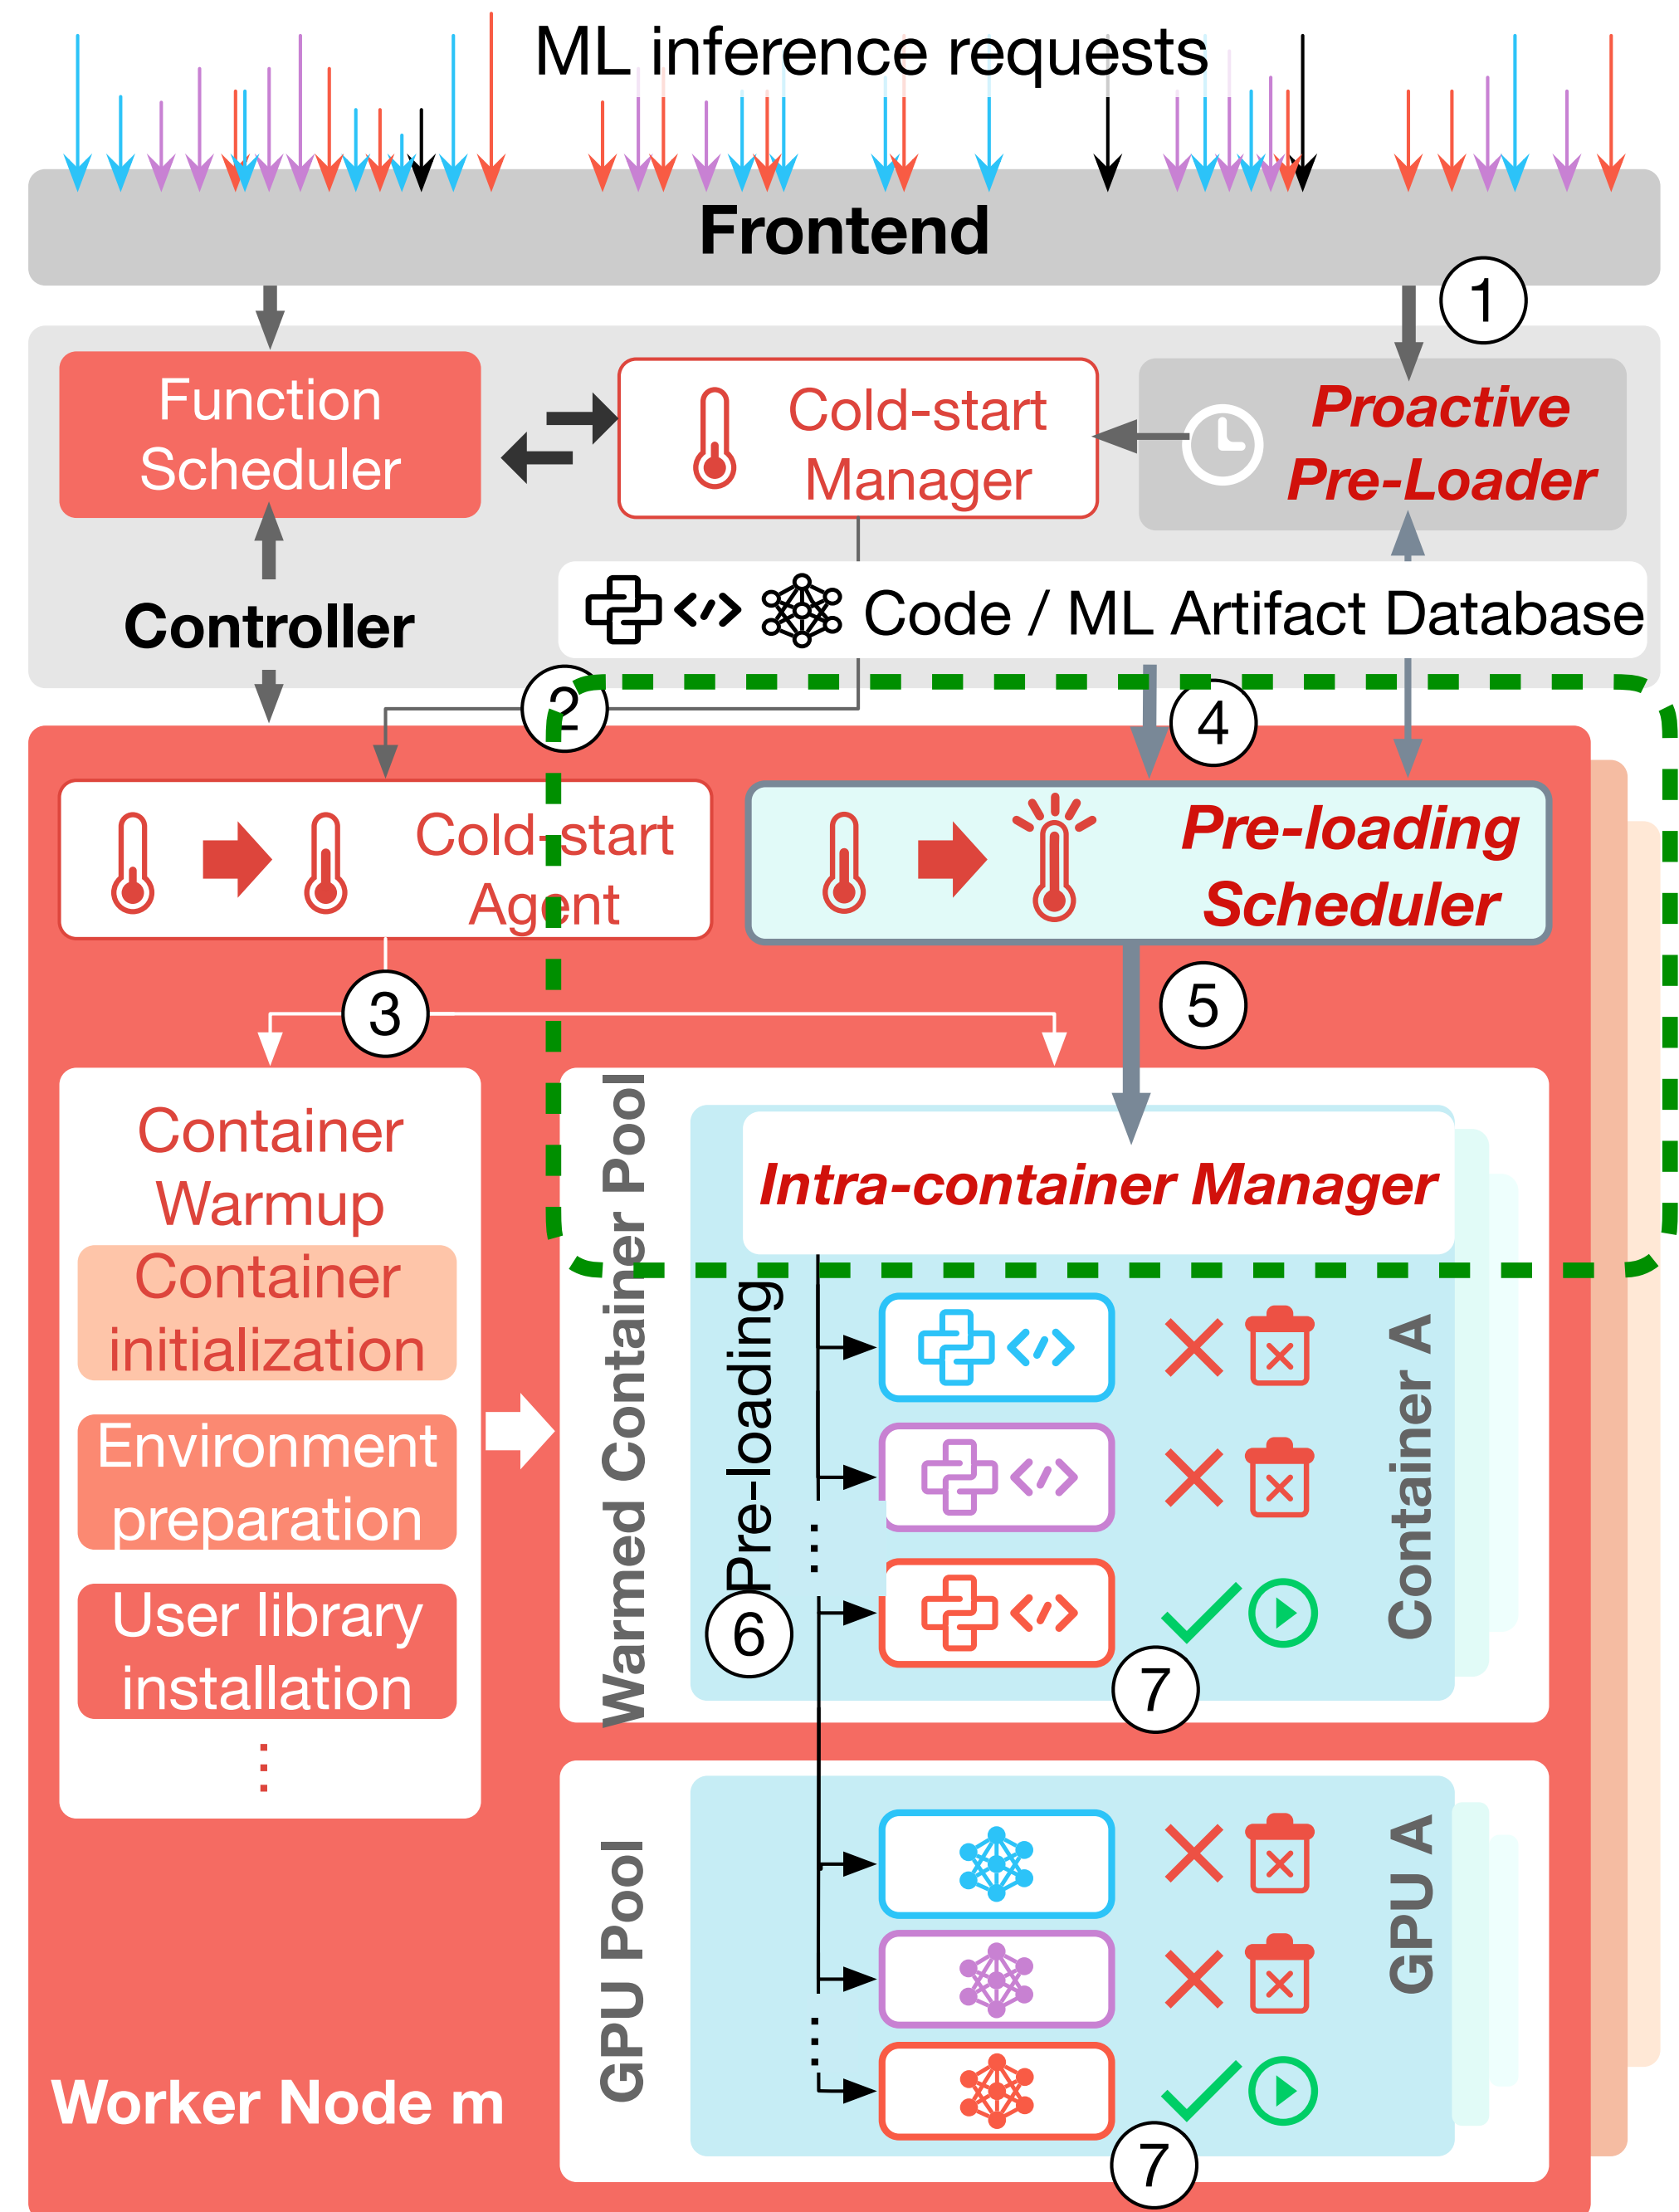 ML inference requests
Frontend
1
Function
Scheduler
Cold-start
Manager
Proactive
Pre-Loader
Controller
Code / ML Artifact Database
2
4
Cold-start
Agent
Pre-loading
Scheduler
3
5
Container
Warmup
Container
initialization
Environment
preparation
User library
installation
Warmed Container Pool
Intra-container Manager
Pre-loading
6
Container A
7
GPU Pool
GPU A
7
Worker Node m